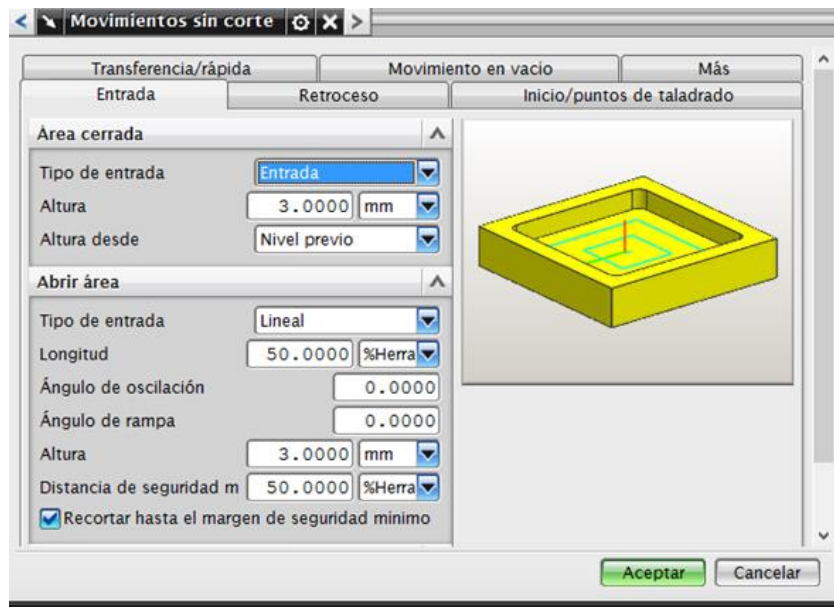 Movimientos sin corte
Transferencia/rápida Movimiento en vacio Más
Entrada Retroceso Inicio/puntos de taladrado
Área cerrada
Tipo de entrada Entrada
Altura 3.0000 mm
Altura desde Nivel previo
Abrir área
Tipo de entrada Lineal
Longitud 50.0000 %Herra
Ángulo de oscilación 0.0000
Ángulo de rampa 0.0000
Altura 3.0000 mm
Distancia de seguridad m 50.0000 %Herra
Recortar hasta el margen de seguridad minimo
Aceptar Cancelar